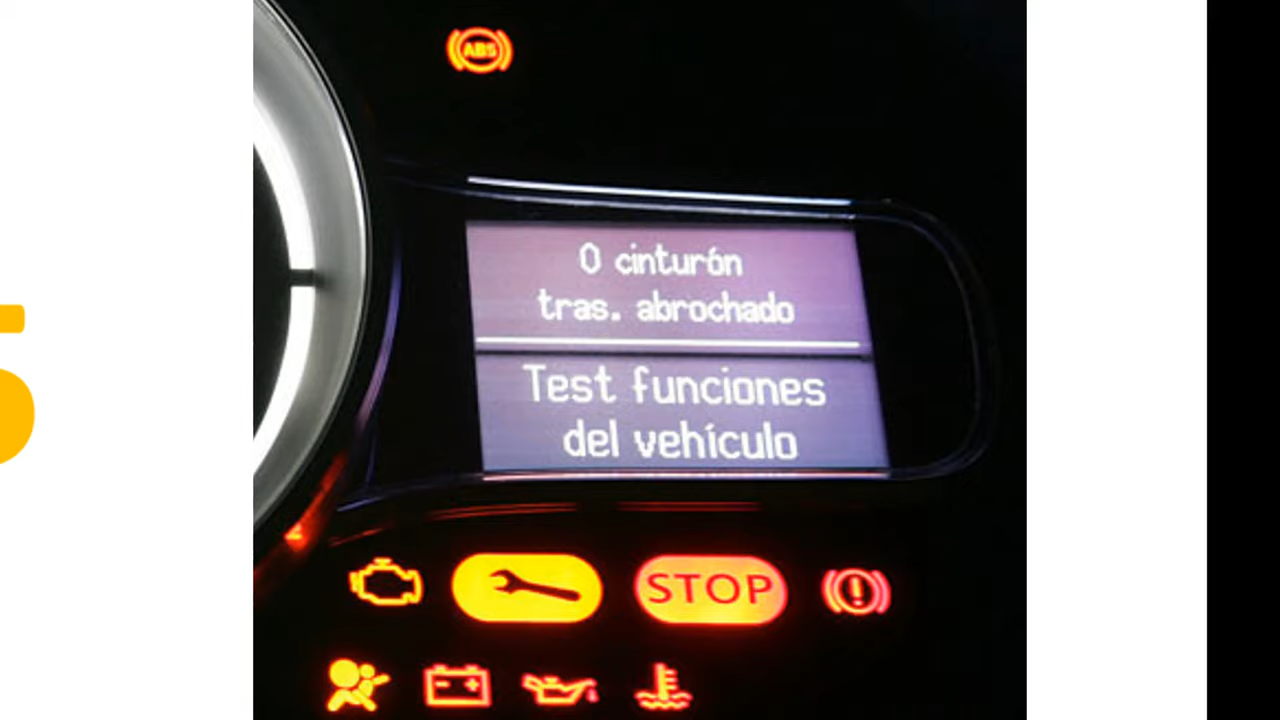 ABS
0 cinturón
tras. abrochado
Test funciones
del vehículo
STOP